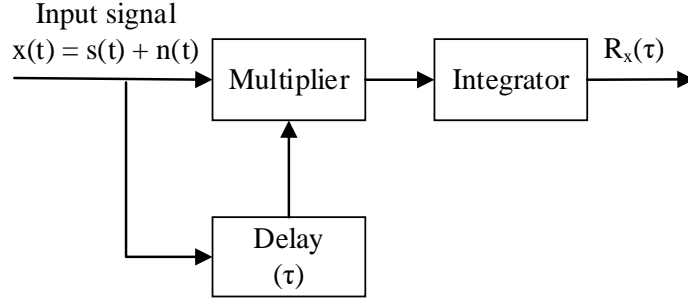 Input signal
x(t) = s(t) + n(t)
Multiplier
Integrator
Rₓ(τ)
Delay
(τ)